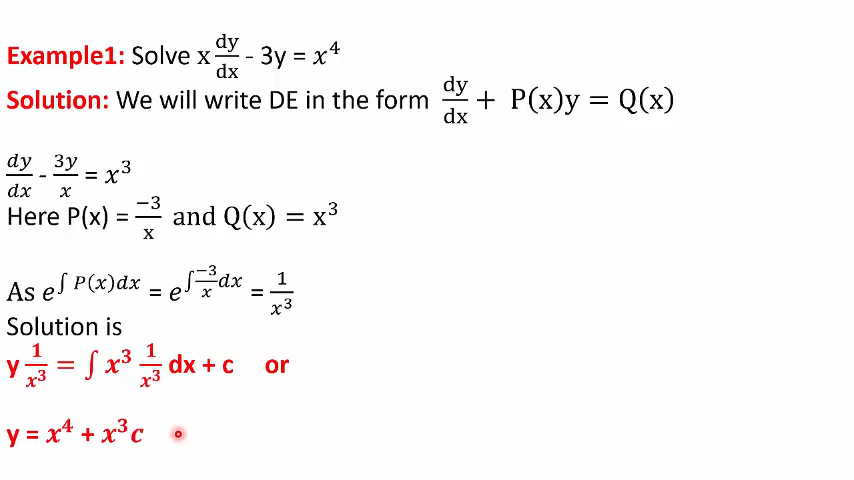 Example1: Solve x dy/dx - 3y = x⁴
Solution: We will write DE in the form dy/dx + P(x)y = Q(x)
dy/dx - 3y/x = x³
Here P(x) = −3/x and Q(x) = x³
As e^(∫ P(x)dx) = e^(∫ −3/x dx) = 1/x³
Solution is
y 1/x³ = ∫ x³ 1/x³ dx + c or
y = x⁴ + x³c